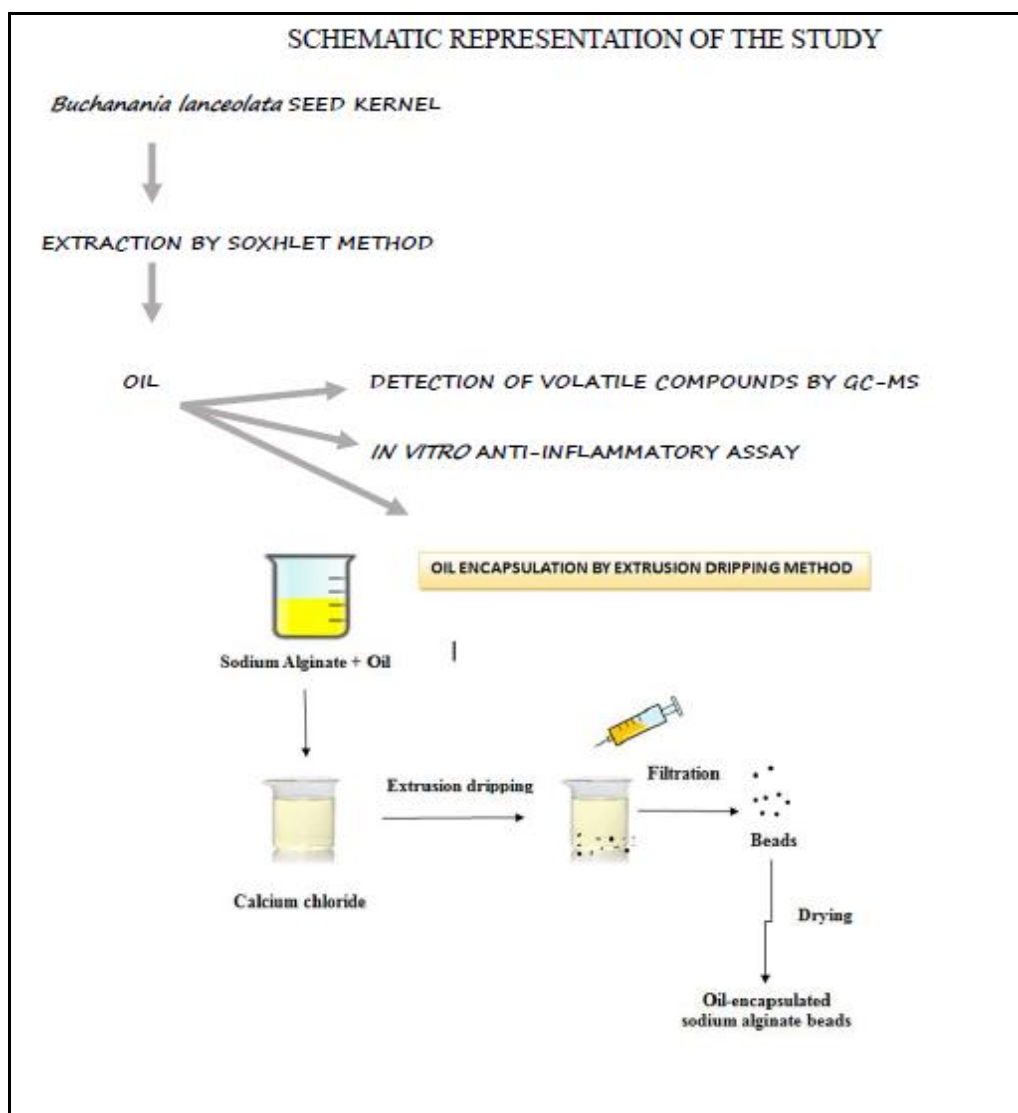 SCHEMATIC REPRESENTATION OF THE STUDY
Buchanania lanceolata SEED KERNEL
EXTRACTION BY SOXHLET METHOD
OIL
DETECTION OF VOLATILE COMPOUNDS BY GC-MS
IN VITRO ANTI-INFLAMMATORY ASSAY
OIL ENCAPSULATION BY EXTRUSION DRIPPING METHOD
Sodium Alginate + Oil
Extrusion dripping
Filtration
Beads
Calcium chloride
Drying
Oil-encapsulated
sodium alginate beads